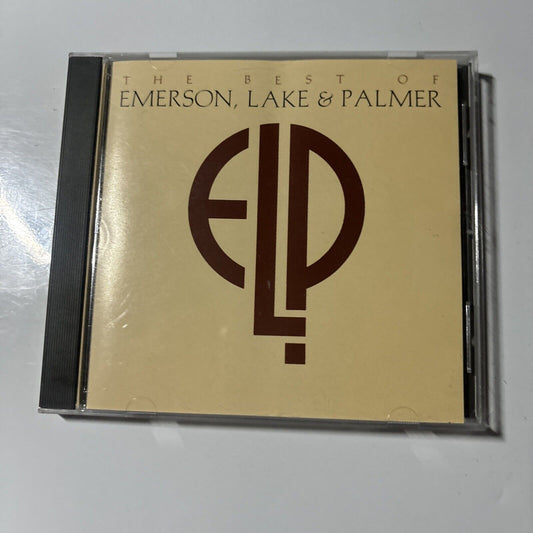 THE BEST OF
EMERSON, LAKE & PALMER
ELP